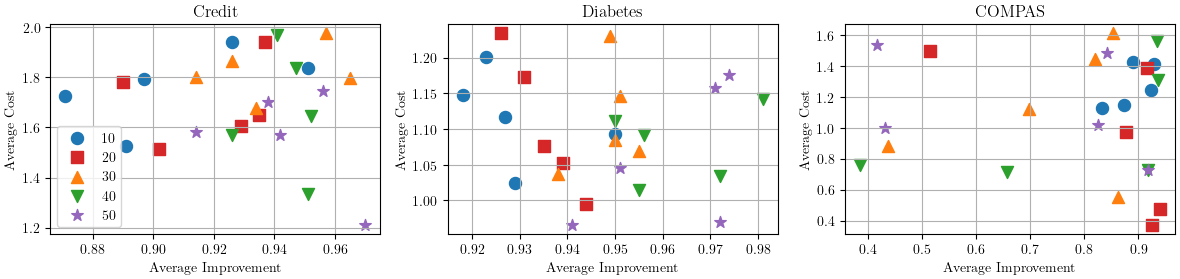 Credit
Average Cost
2.0
1.8
1.6
1.4
1.2
10
20
30
40
50
0.88 0.90 0.92 0.94 0.96
Average Improvement
Diabetes
Average Cost
1.20
1.15
1.10
1.05
1.00
0.92 0.93 0.94 0.95 0.96 0.97 0.98
Average Improvement
COMPAS
Average Cost
1.6
1.4
1.2
1.0
0.8
0.6
0.4
0.4 0.5 0.6 0.7 0.8 0.9
Average Improvement